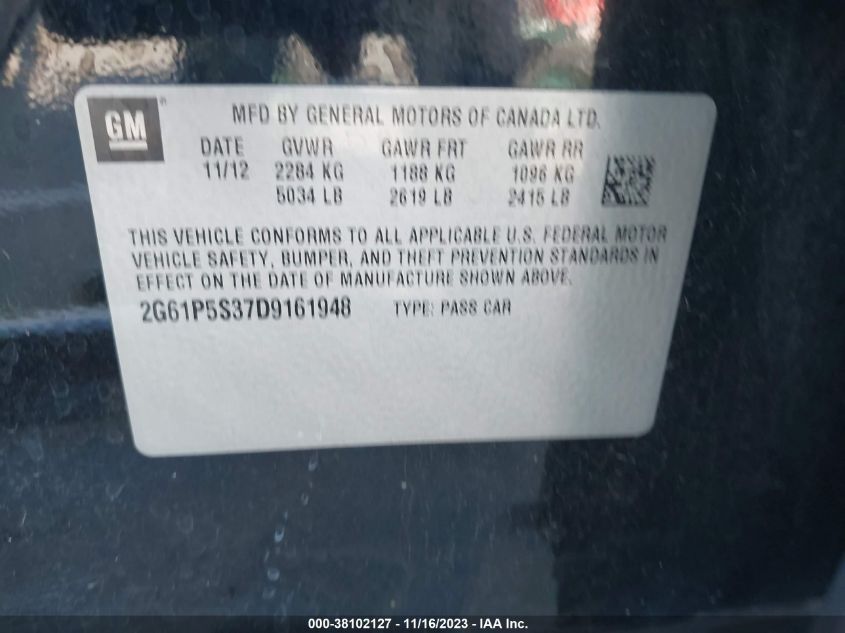 GM ®
MFD BY GENERAL MOTORS OF CANADA LTD.
DATE GVWR GAWR FRT GAWR RR
11/12 2284 KG 1188 KG 1096 KG
5034 LB 2619 LB 2415 LB
THIS VEHICLE CONFORMS TO ALL APPLICABLE U.S. FEDERAL MOTOR
VEHICLE SAFETY, BUMPER, AND THEFT PREVENTION STANDARDS IN
EFFECT ON THE DATE OF MANUFACTURE SHOWN ABOVE.
2G61P5S37D9161948 TYPE: PASS CAR
000-38102127 - 11/16/2023 - IAA Inc.